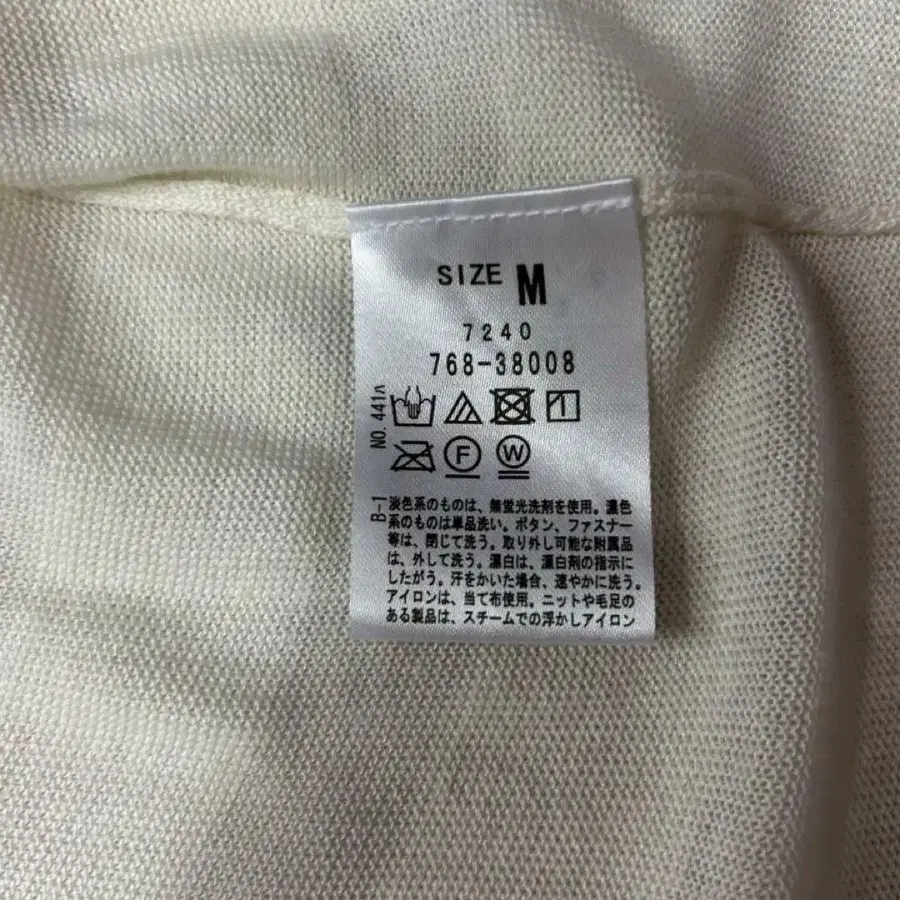 SIZE M
7240
768-38008
NO. 441ハ
F
W
B-1
淡色系のものは、無蛍光洗剤を使用。濃色
系のものは単品洗い。ボタン、ファスナー
等は、閉じて洗う。取り外し可能な附属品
は、外して洗う。漂白は、漂白剤の指示に
したがう。汗をかいた場合、速やかに洗う。
アイロンは、当て布使用。ニットや毛足の
ある製品は、スチームでの浮かしアイロン